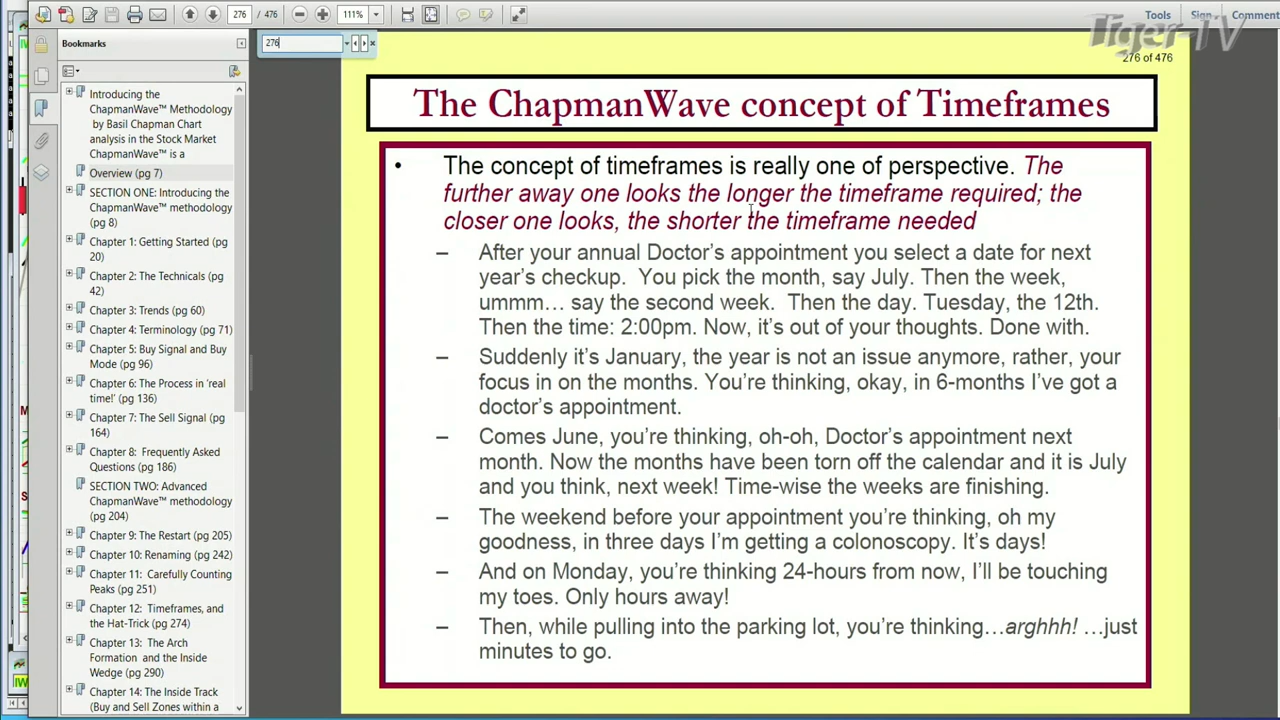 276
/ 476
111%
Tools
Sign
Comment
Tiger-TV
Bookmarks
276
276 of 476
Introducing the
ChapmanWave™ Methodology
by Basil Chapman Chart
analysis in the Stock Market
ChapmanWave™ is a
Overview (pg 7)
SECTION ONE: Introducing the
ChapmanWave™ methodology
(pg 8)
Chapter 1: Getting Started (pg
20)
Chapter 2: The Technicals (pg
42)
Chapter 3: Trends (pg 60)
Chapter 4: Terminology (pg 71)
Chapter 5: Buy Signal and Buy
Mode (pg 96)
Chapter 6: The Process in 'real
time!' (pg 136)
Chapter 7: The Sell Signal (pg
164)
Chapter 8: Frequently Asked
Questions (pg 186)
SECTION TWO: Advanced
ChapmanWave™ methodology
(pg 204)
Chapter 9: The Restart (pg 205)
Chapter 10: Renaming (pg 242)
Chapter 11: Carefully Counting
Peaks (pg 251)
Chapter 12: Timeframes, and
the Hat-Trick (pg 274)
Chapter 13: The Arch
Formation and the Inside
Wedge (pg 290)
Chapter 14: The Inside Track
(Buy and Sell Zones within a
The ChapmanWave concept of Timeframes
• The concept of timeframes is really one of perspective. The
further away one looks the longer the timeframe required; the
closer one looks, the shorter the timeframe needed
– After your annual Doctor's appointment you select a date for next
year's checkup. You pick the month, say July. Then the week,
ummm… say the second week. Then the day. Tuesday, the 12th.
Then the time: 2:00pm. Now, it's out of your thoughts. Done with.
– Suddenly it's January, the year is not an issue anymore, rather, your
focus in on the months. You're thinking, okay, in 6-months I've got a
doctor's appointment.
– Comes June, you're thinking, oh-oh, Doctor's appointment next
month. Now the months have been torn off the calendar and it is July
and you think, next week! Time-wise the weeks are finishing.
– The weekend before your appointment you're thinking, oh my
goodness, in three days I'm getting a colonoscopy. It's days!
– And on Monday, you're thinking 24-hours from now, I'll be touching
my toes. Only hours away!
– Then, while pulling into the parking lot, you're thinking…arghhh! …just
minutes to go.